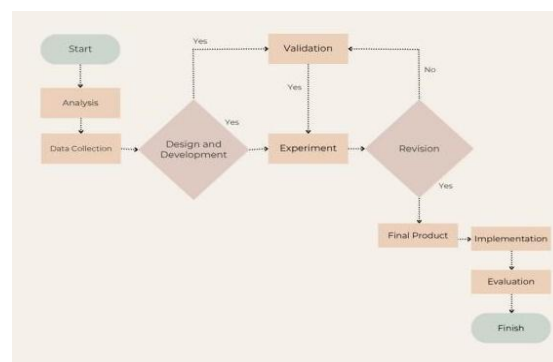 Start
Analysis
Data Collection
Design and
Development
Yes
Yes
Validation
Yes
Experiment
Revision
No
Yes
Final Product
Implementation
Evaluation
Finish